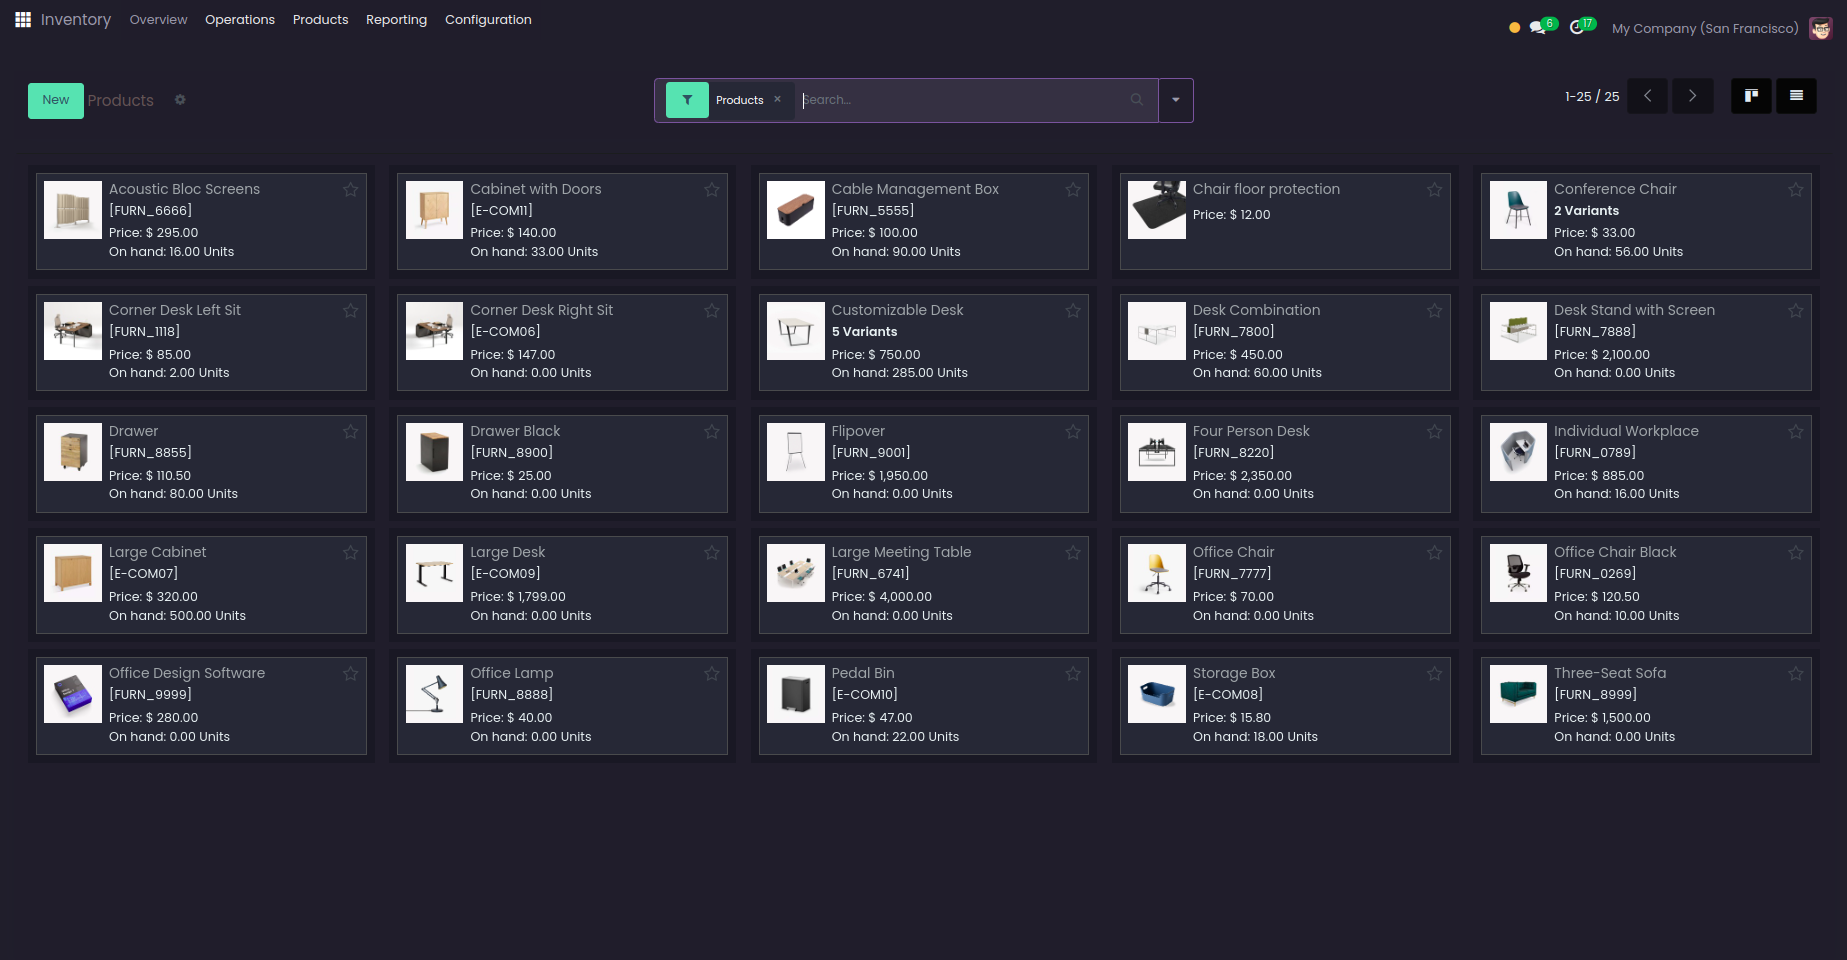 Inventory Overview Operations Products Reporting Configuration
6 17 My Company (San Francisco)
New Products Products × Search... 1-25 / 25
Acoustic Bloc Screens
[FURN_6666]
Price: $ 295.00
On hand: 16.00 Units
Cabinet with Doors
[E-COM11]
Price: $ 140.00
On hand: 33.00 Units
Cable Management Box
[FURN_5555]
Price: $ 100.00
On hand: 90.00 Units
Chair floor protection
Price: $ 12.00
Conference Chair
2 Variants
Price: $ 33.00
On hand: 56.00 Units
Corner Desk Left Sit
[FURN_1118]
Price: $ 85.00
On hand: 2.00 Units
Corner Desk Right Sit
[E-COM06]
Price: $ 147.00
On hand: 0.00 Units
Customizable Desk
5 Variants
Price: $ 750.00
On hand: 285.00 Units
Desk Combination
[FURN_7800]
Price: $ 450.00
On hand: 60.00 Units
Desk Stand with Screen
[FURN_7888]
Price: $ 2,100.00
On hand: 0.00 Units
Drawer
[FURN_8855]
Price: $ 110.50
On hand: 80.00 Units
Drawer Black
[FURN_8900]
Price: $ 25.00
On hand: 0.00 Units
Flipover
[FURN_9001]
Price: $ 1,950.00
On hand: 0.00 Units
Four Person Desk
[FURN_8220]
Price: $ 2,350.00
On hand: 0.00 Units
Individual Workplace
[FURN_0789]
Price: $ 885.00
On hand: 16.00 Units
Large Cabinet
[E-COM07]
Price: $ 320.00
On hand: 500.00 Units
Large Desk
[E-COM09]
Price: $ 1,799.00
On hand: 0.00 Units
Large Meeting Table
[FURN_6741]
Price: $ 4,000.00
On hand: 0.00 Units
Office Chair
[FURN_7777]
Price: $ 70.00
On hand: 0.00 Units
Office Chair Black
[FURN_0269]
Price: $ 120.50
On hand: 10.00 Units
Office Design Software
[FURN_9999]
Price: $ 280.00
On hand: 0.00 Units
Office Lamp
[FURN_8888]
Price: $ 40.00
On hand: 0.00 Units
Pedal Bin
[E-COM10]
Price: $ 47.00
On hand: 22.00 Units
Storage Box
[E-COM08]
Price: $ 15.80
On hand: 18.00 Units
Three-Seat Sofa
[FURN_8999]
Price: $ 1,500.00
On hand: 0.00 Units